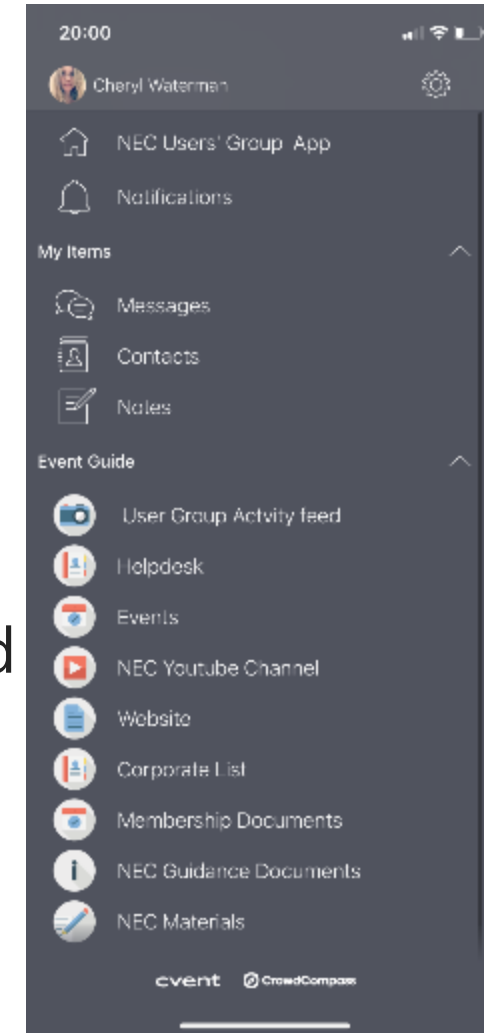 20:00
Cheryl Waterman
NEC Users' Group App
Notifications
My Items
Messages
Contacts
Notes
Event Guide
User Group Actvity feed
Helpdesk
Events
d
NEC Youtube Channel
Website
Corporate List
Membership Documents
NEC Guidance Documents
NEC Materials
cvent CrowdCompass